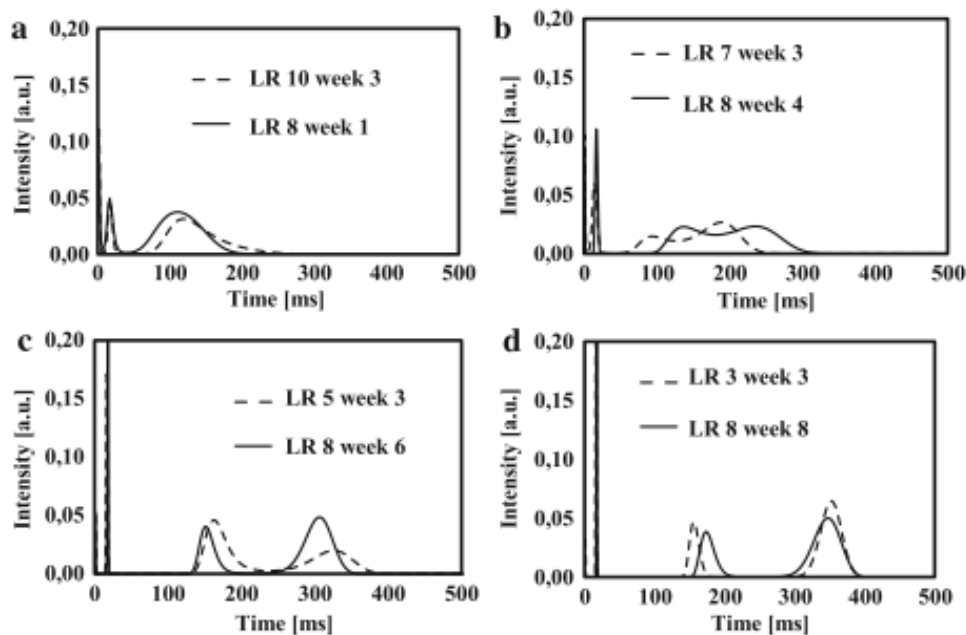 a
0,20
0,15
0,10
0,05
0,00
Intensity [a.u.]
LR 10 week 3
LR 8 week 1
0 100 200 300 400 500
Time [ms]
b
0,20
0,15
0,10
0,05
0,00
Intensity [a.u.]
LR 7 week 3
LR 8 week 4
0 100 200 300 400 500
Time [ms]
c
0,20
0,15
0,10
0,05
0,00
Intensity [a.u.]
LR 5 week 3
LR 8 week 6
0 100 200 300 400 500
Time [ms]
d
0,20
0,15
0,10
0,05
0,00
Intensity [a.u.]
LR 3 week 3
LR 8 week 8
0 100 200 300 400 500
Time [ms]